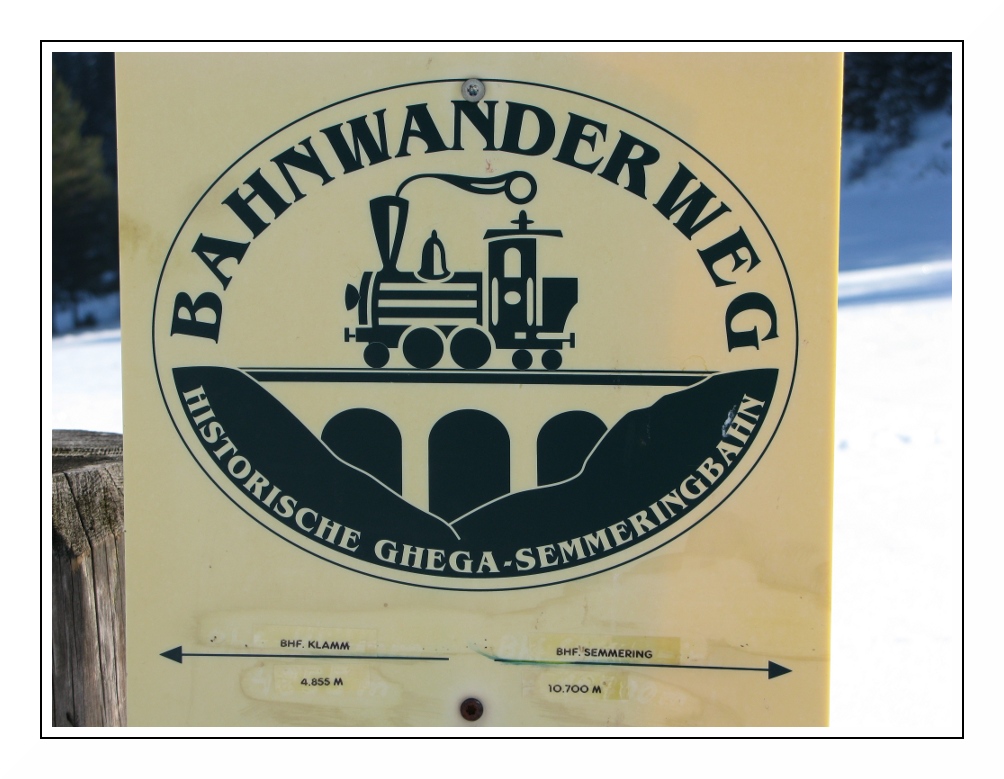 BAHNWANDERWEG
HISTORISCHE GHEGA-SEMMERINGBAHN
BHF. KLAMM
4.855 M
BHF. SEMMERING
10.700 M